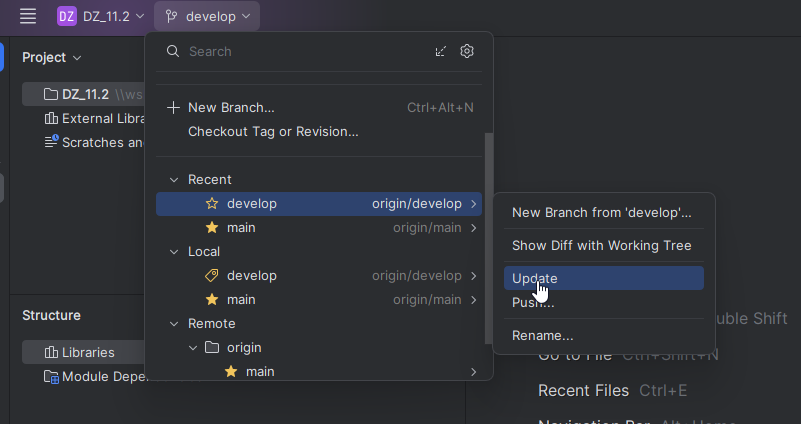 DZ DZ_11.2 develop
Project
Search
DZ_11.2 \\ws
External Libra
Scratches an
New Branch... Ctrl+Alt+N
Checkout Tag or Revision...
Recent
develop origin/develop
main origin/main
Local
develop origin/develop
main origin/main
Remote
origin
main
New Branch from 'develop'...
Show Diff with Working Tree
Update
Push...
Rename...
Structure
Libraries
Module Depe
uble Shift
Go to File Ctrl+Shift+N
Recent Files Ctrl+E
Navigation Bar Alt+Home